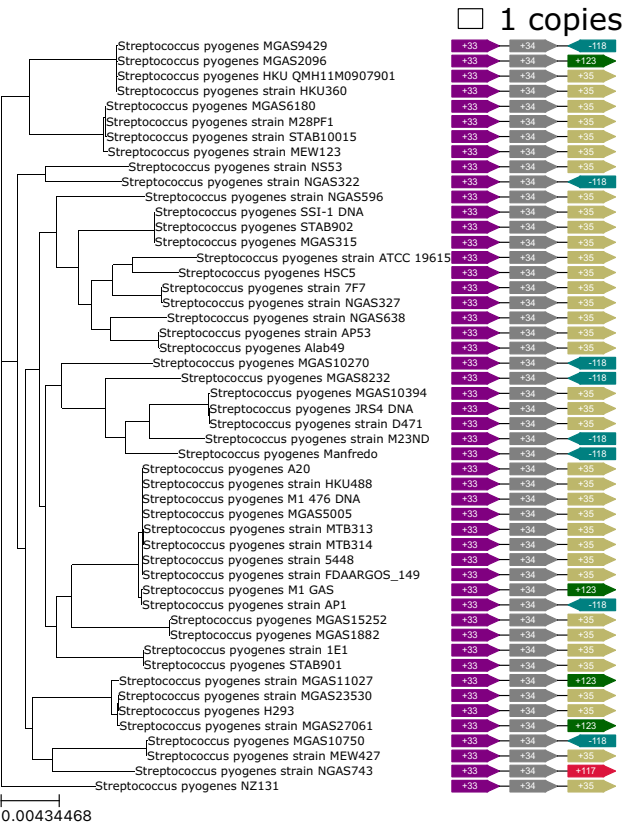 1 copies
Streptococcus pyogenes MGAS9429 +33 +34 -118
Streptococcus pyogenes MGAS2096 +33 +34 +123
Streptococcus pyogenes HKU QMH11M0907901 +33 +34 +35
Streptococcus pyogenes strain HKU360 +33 +34 +35
Streptococcus pyogenes MGAS6180 +33 +34 +35
Streptococcus pyogenes strain M28PF1 +33 +34 +35
Streptococcus pyogenes strain STAB10015 +33 +34 +35
Streptococcus pyogenes strain MEW123 +33 +34 +35
Streptococcus pyogenes strain NS53 +33 +34 +35
Streptococcus pyogenes strain NGAS322 +33 +34 -118
Streptococcus pyogenes strain NGAS596 +33 +34 +35
Streptococcus pyogenes SSI-1 DNA +33 +34 +35
Streptococcus pyogenes STAB902 +33 +34 +35
Streptococcus pyogenes MGAS315 +33 +34 +35
Streptococcus pyogenes strain ATCC 19615 +33 +34 +35
Streptococcus pyogenes HSC5 +33 +34 +35
Streptococcus pyogenes strain 7F7 +33 +34 +35
Streptococcus pyogenes strain NGAS327 +33 +34 +35
Streptococcus pyogenes strain NGAS638 +33 +34 +35
Streptococcus pyogenes strain AP53 +33 +34 +35
Streptococcus pyogenes Alab49 +33 +34 +35
Streptococcus pyogenes MGAS10270 +33 +34 -118
Streptococcus pyogenes MGAS8232 +33 +34 -118
Streptococcus pyogenes MGAS10394 +33 +34 +35
Streptococcus pyogenes JRS4 DNA +33 +34 +35
Streptococcus pyogenes strain D471 +33 +34 +35
Streptococcus pyogenes strain M23ND +33 +34 -118
Streptococcus pyogenes Manfredo +33 +34 -118
Streptococcus pyogenes A20 +33 +34 +35
Streptococcus pyogenes strain HKU488 +33 +34 +35
Streptococcus pyogenes M1 476 DNA +33 +34 +35
Streptococcus pyogenes MGAS5005 +33 +34 +35
Streptococcus pyogenes strain MTB313 +33 +34 +35
Streptococcus pyogenes strain MTB314 +33 +34 +35
Streptococcus pyogenes strain 5448 +33 +34 +35
Streptococcus pyogenes strain FDAARGOS_149 +33 +34 +35
Streptococcus pyogenes M1 GAS +33 +34 +123
Streptococcus pyogenes strain AP1 +33 +34 -118
Streptococcus pyogenes MGAS15252 +33 +34 +35
Streptococcus pyogenes MGAS1882 +33 +34 +35
Streptococcus pyogenes strain 1E1 +33 +34 +35
Streptococcus pyogenes STAB901 +33 +34 +35
Streptococcus pyogenes strain MGAS11027 +33 +34 +123
Streptococcus pyogenes strain MGAS23530 +33 +34 +35
Streptococcus pyogenes H293 +33 +34 +35
Streptococcus pyogenes strain MGAS27061 +33 +34 +123
Streptococcus pyogenes MGAS10750 +33 +34 -118
Streptococcus pyogenes strain MEW427 +33 +34 +35
Streptococcus pyogenes strain NGAS743 +33 +34 +117
Streptococcus pyogenes NZ131 +33 +34 +35
0.00434468